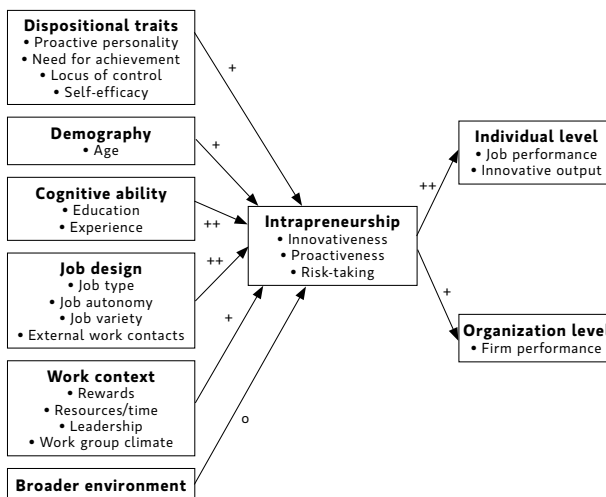 Dispositional traits
• Proactive personality
• Need for achievement
• Locus of control
• Self-efficacy
+
Demography
• Age
+
Cognitive ability
• Education
• Experience
++
Job design
• Job type
• Job autonomy
• Job variety
• External work contacts
++
Work context
• Rewards
• Resources/time
• Leadership
• Work group climate
+
Broader environment
o
Intrapreneurship
• Innovativeness
• Proactiveness
• Risk-taking
++
Individual level
• Job performance
• Innovative output
+
Organization level
• Firm performance